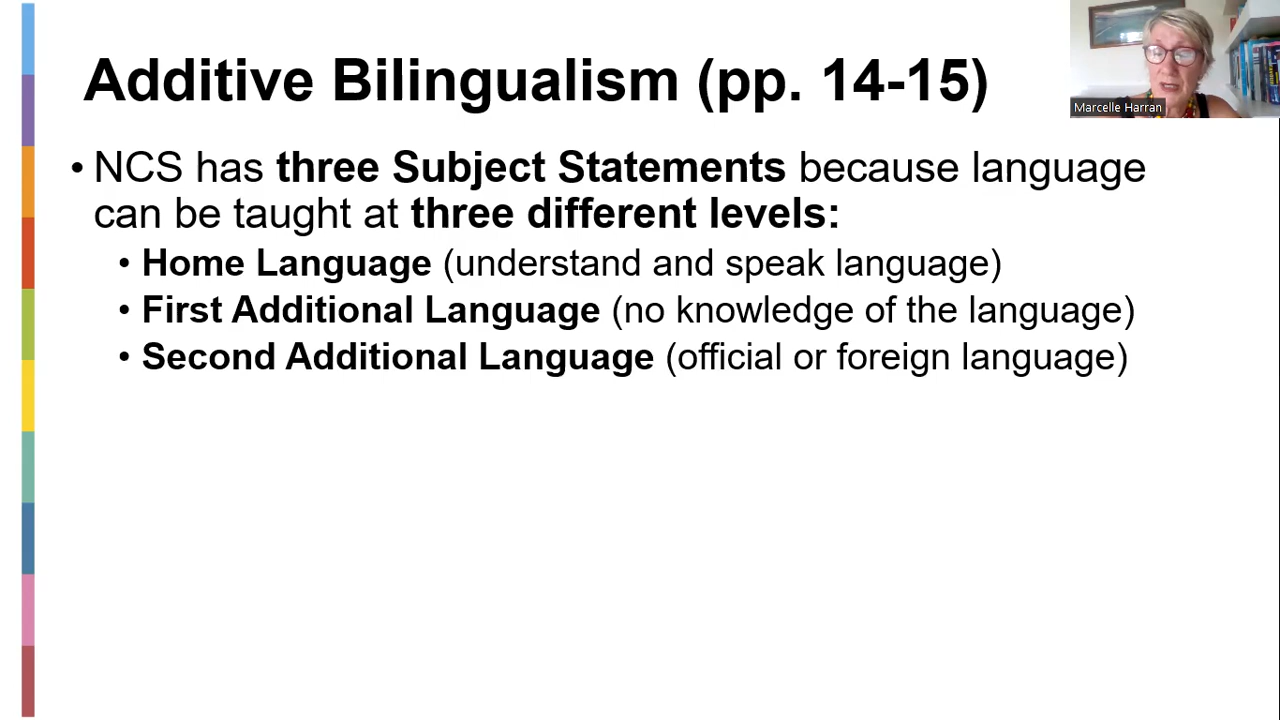 Additive Bilingualism (pp. 14-15)
Marcelle Harran
• NCS has three Subject Statements because language
can be taught at three different levels:
• Home Language (understand and speak language)
• First Additional Language (no knowledge of the language)
• Second Additional Language (official or foreign language)